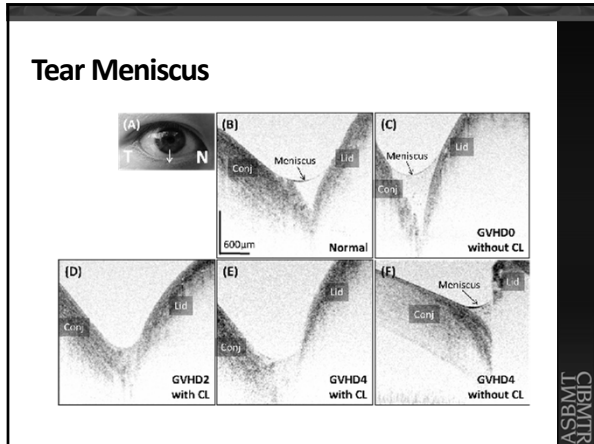 Tear Meniscus
(A)
T
N
(B)
Meniscus
Conj
Lid
600μm
Normal
(C)
Meniscus
Conj
Lid
GVHD0
without CL
(D)
Conj
Lid
GVHD2
with CL
(E)
Conj
Lid
GVHD4
with CL
(F)
Meniscus
Lid
Conj
GVHD4
without CL
CIBMTR
ASBMT